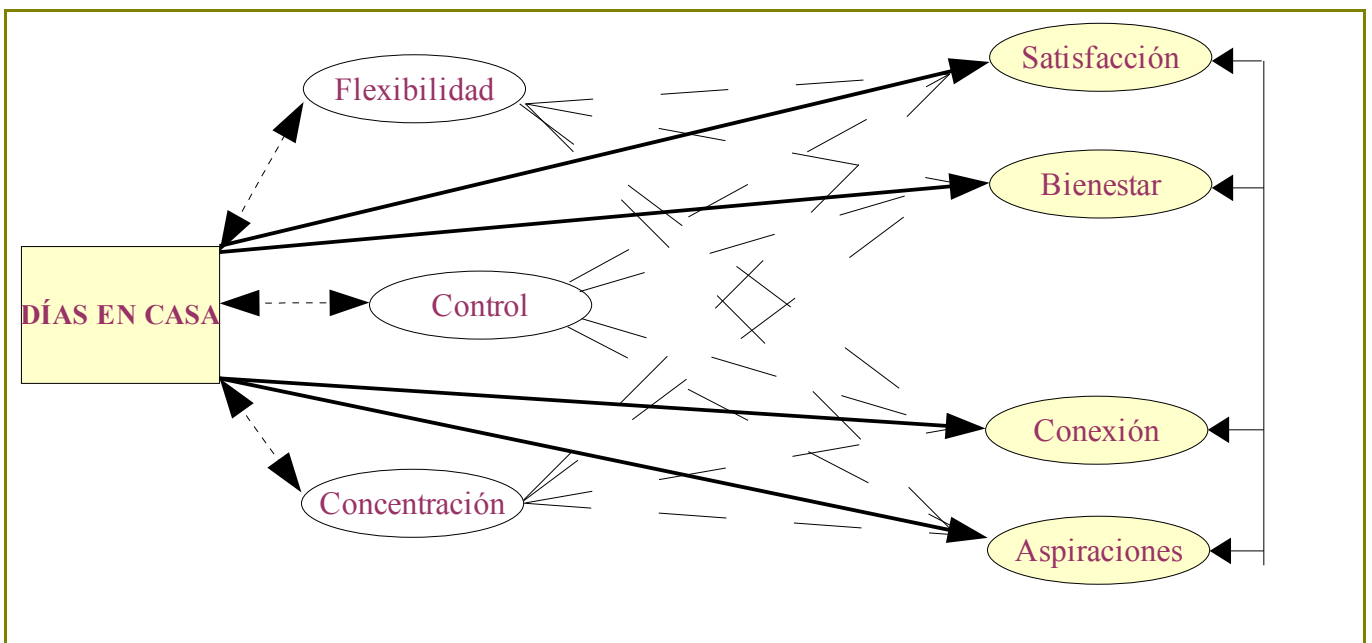 Satisfacción
Flexibilidad
Bienestar
DÍAS EN CASA
Control
Conexión
Concentración
Aspiraciones